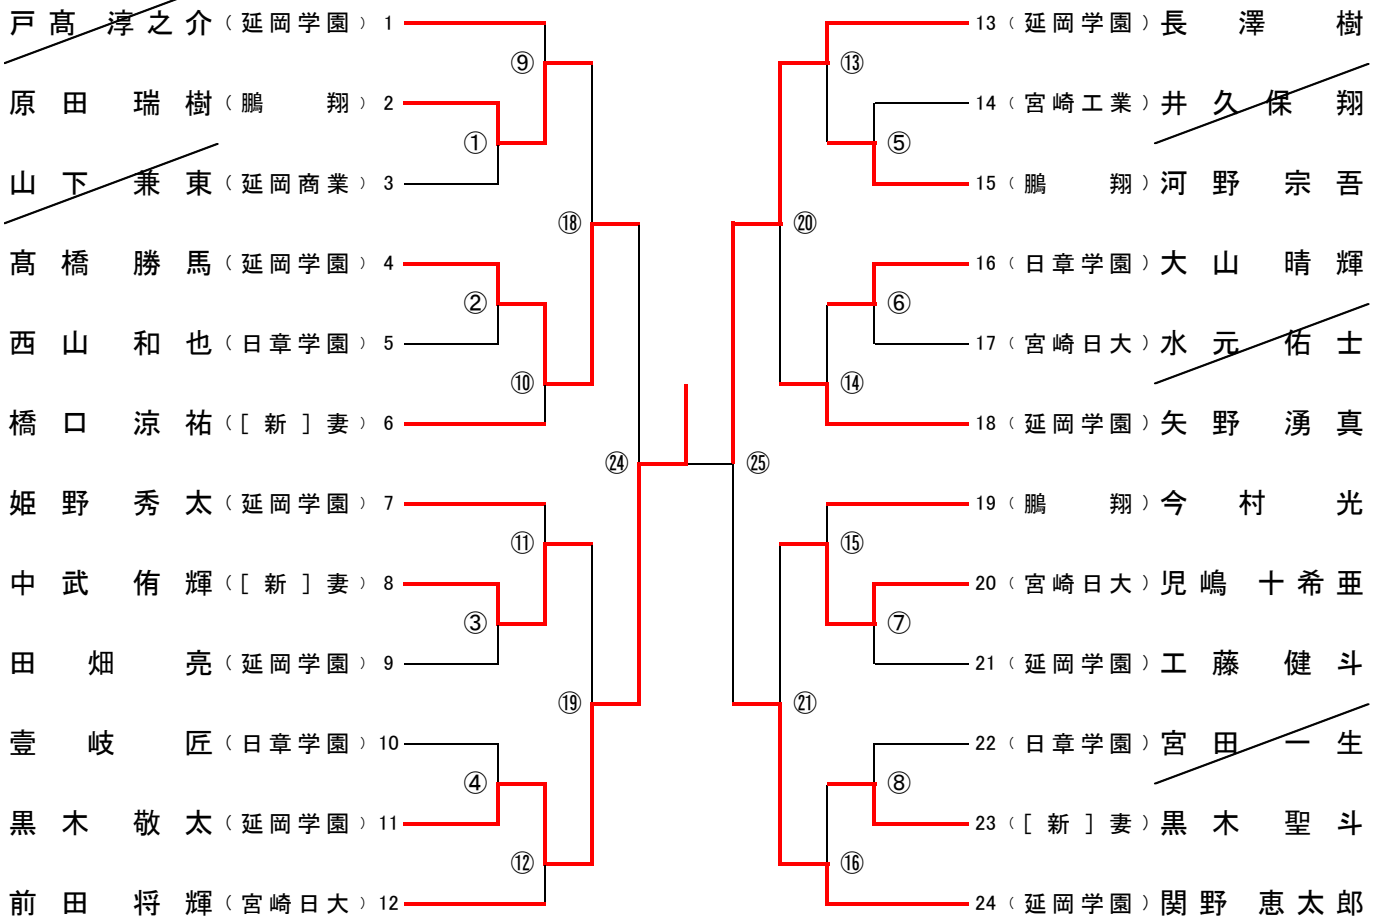 戸髙 淳之介（延岡学園）1
⑨
原田 瑞樹（鵬 翔）2
①
山下 兼東（延岡商業）3
⑱
髙橋 勝馬（延岡学園）4
②
西山 和也（日章学園）5
⑩
橋口 涼祐（[新]妻）6
㉔
姫野 秀太（延岡学園）7
⑪
中武 侑輝（[新]妻）8
③
田畑 亮（延岡学園）9
⑲
壹岐 匠（日章学園）10
④
黒木 敬太（延岡学園）11
⑫
前田 将輝（宮崎日大）12
13（延岡学園）長澤 樹
⑬
14（宮崎工業）井久保 翔
⑤
15（鵬 翔）河野 宗吾
⑳
16（日章学園）大山 晴輝
⑥
17（宮崎日大）水元 佑士
⑭
18（延岡学園）矢野 湧真
㉕
19（鵬 翔）今村 光
⑮
20（宮崎日大）児嶋 十希亜
⑦
21（延岡学園）工藤 健斗
㉑
22（日章学園）宮田 一生
⑧
23（[新]妻）黒木 聖斗
⑯
24（延岡学園）関野 恵太郎